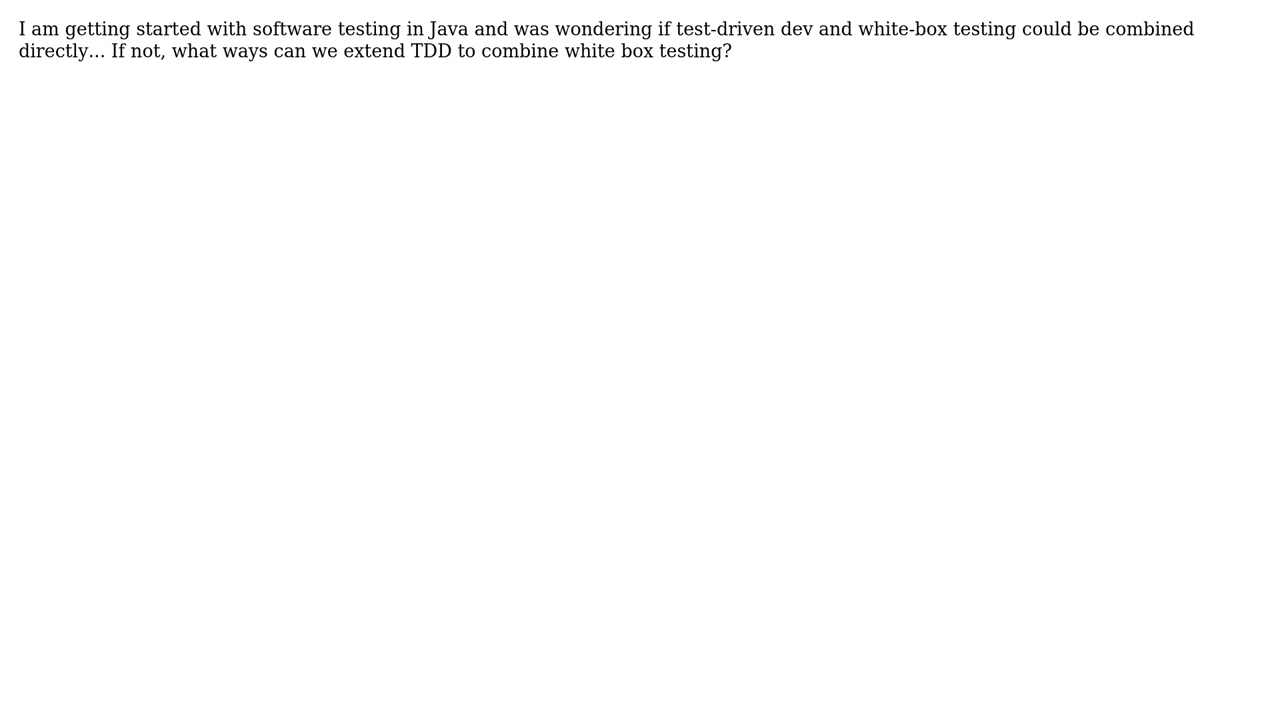 I am getting started with software testing in Java and was wondering if test-driven dev and white-box testing could be combined
directly... If not, what ways can we extend TDD to combine white box testing?